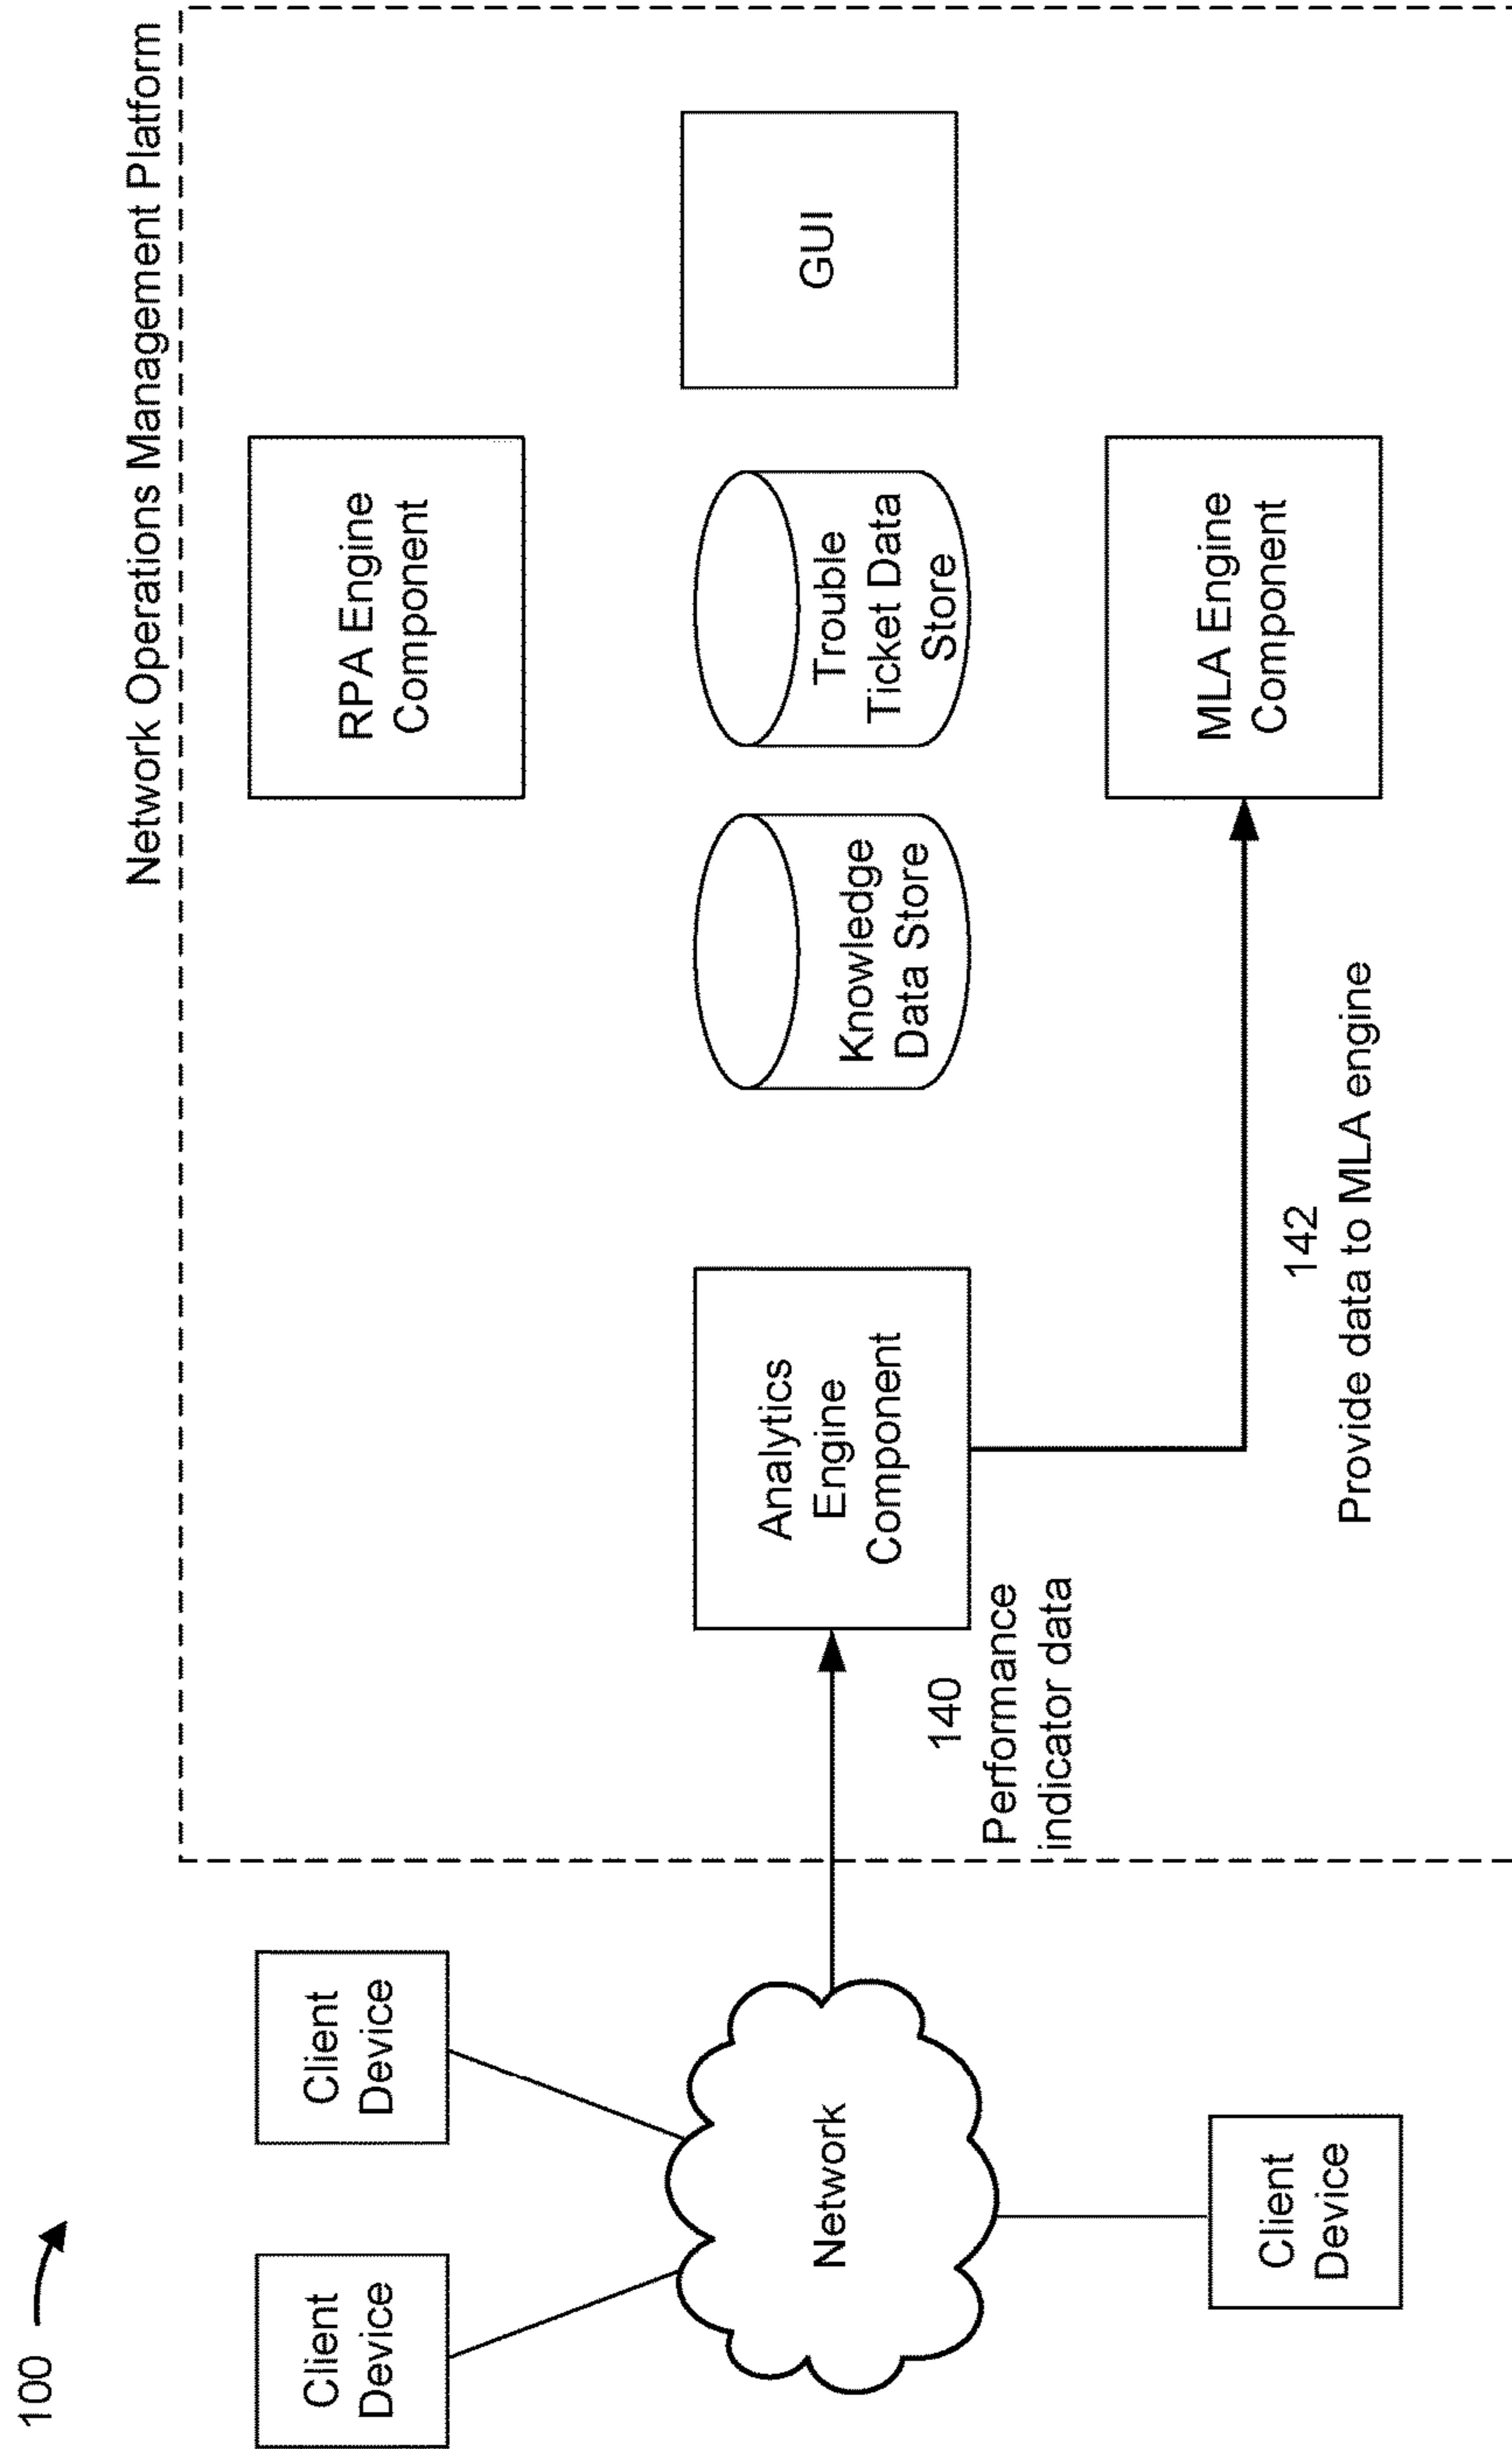 100
Network Operations Management Platform
Client
Device
Client
Device
RPA Engine
Component
Network
140
Performance
indicator data
Analytics
Engine
Component
Knowledge
Data Store
Trouble
Ticket Data
Store
GUI
Client
Device
142
Provide data to MLA engine
MLA Engine
Component